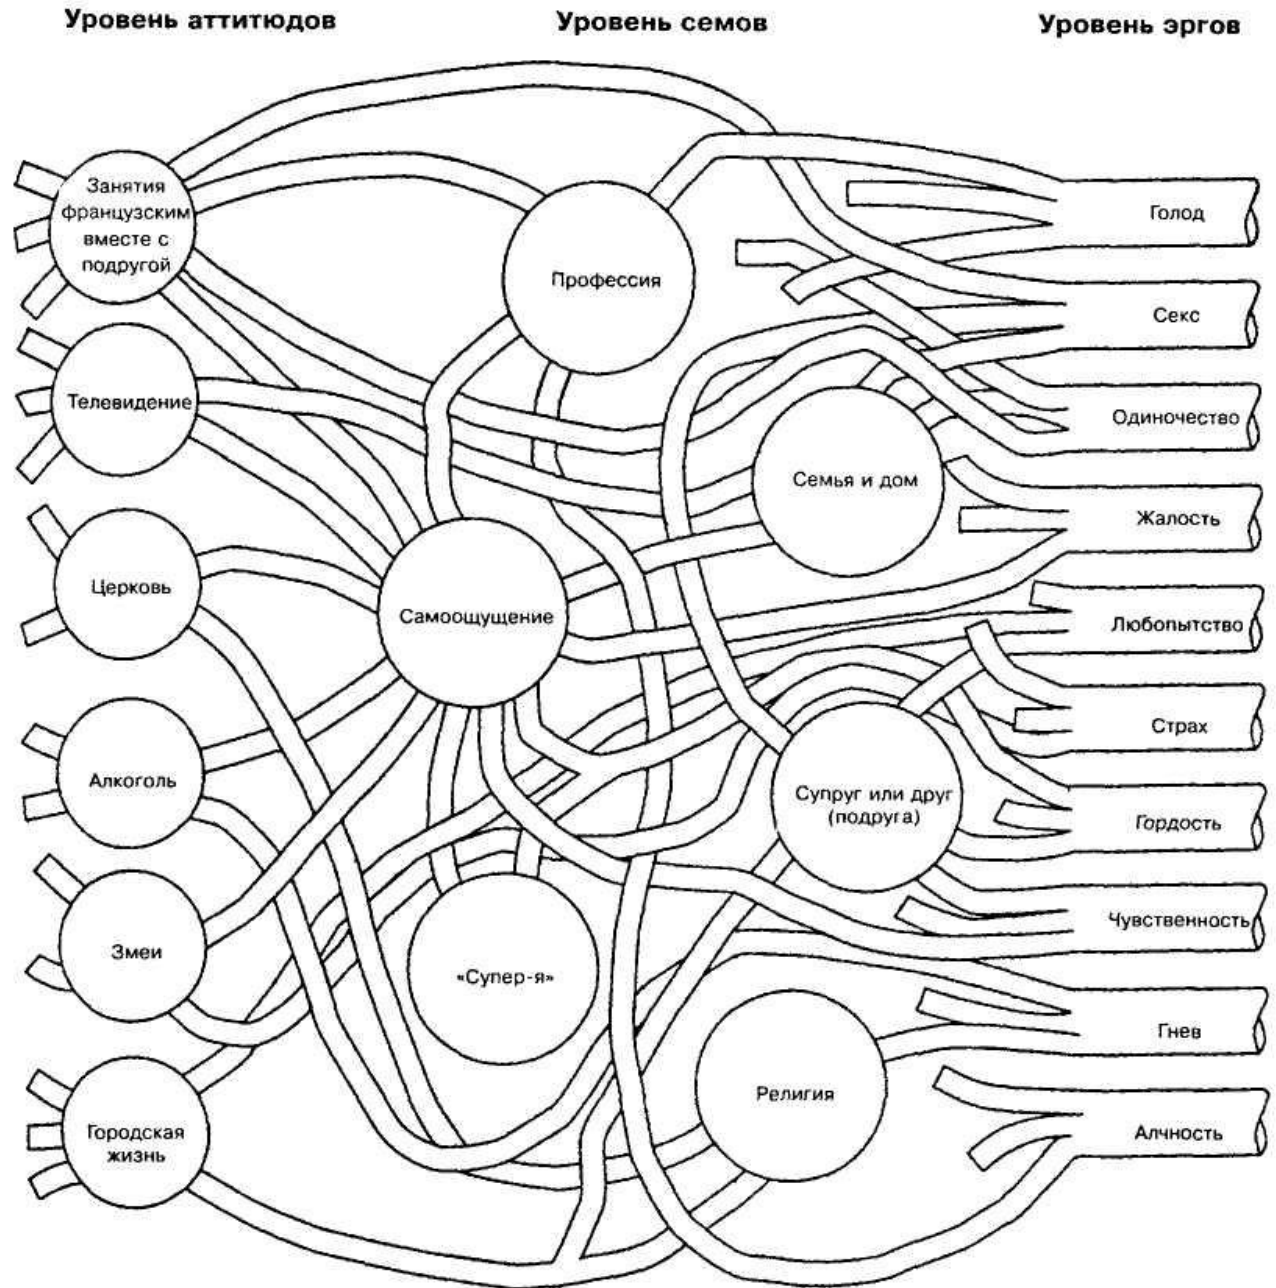 Уровень аттитюдов
Уровень семов
Уровень эргов
Занятия
французским
вместе с
подругой
Телевидение
Церковь
Алкоголь
Змеи
Городская
жизнь
Профессия
Семья и дом
Самоощущение
Супруг или друг
(подруга)
«Супер-я»
Религия
Голод
Секс
Одиночество
Жалость
Любопытство
Страх
Гордость
Чувственность
Гнев
Алчность